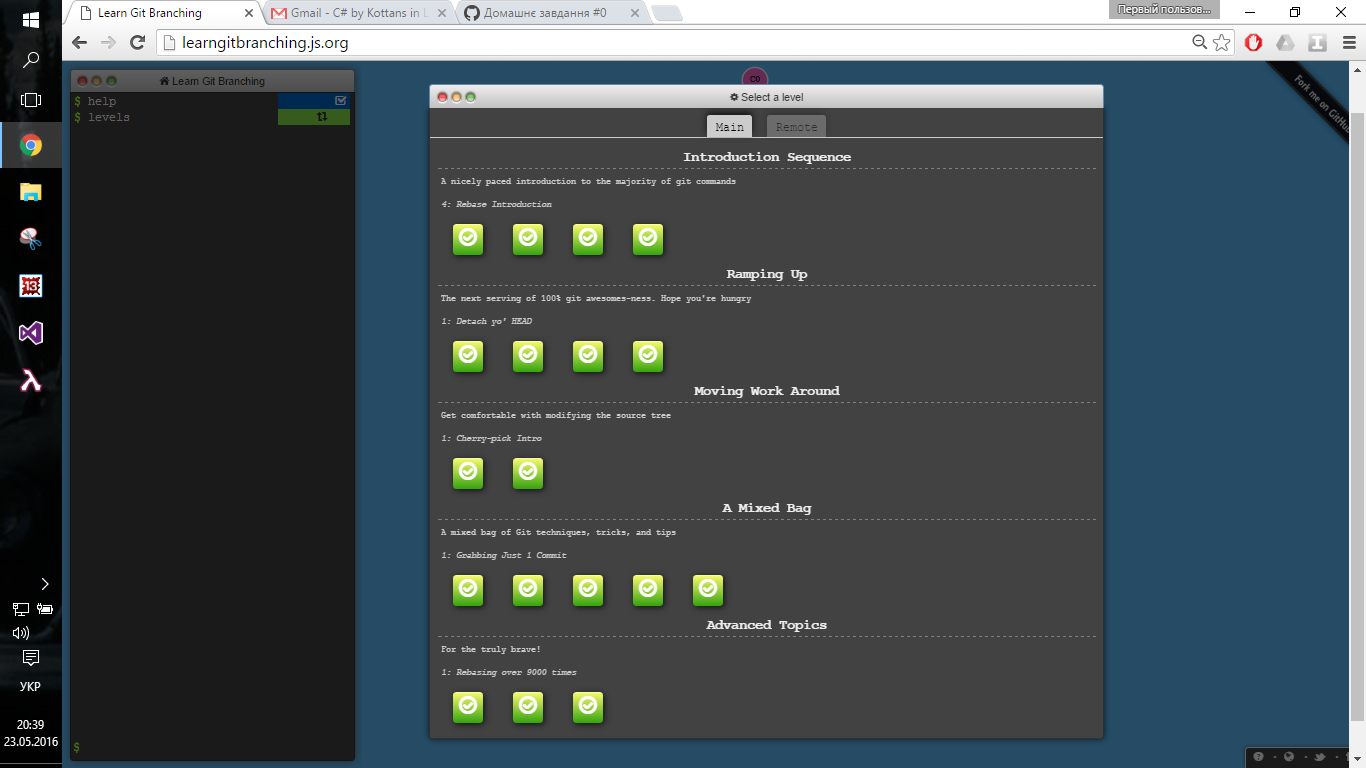 Learn Git Branching
Gmail - C# by Kottans in L
Домашнє завдання #0
Первый пользов...
learngitbranching.js.org
Learn Git Branching
$ help
$ levels
$
C0
Fork me on GitHub
Select a level
Main
Remote
Introduction Sequence
A nicely paced introduction to the majority of git commands
4: Rebase Introduction
Ramping Up
The next serving of 100% git awesomes-ness. Hope you're hungry
1: Detach yo' HEAD
Moving Work Around
Get comfortable with modifying the source tree
1: Cherry-pick Intro
A Mixed Bag
A mixed bag of Git techniques, tricks, and tips
1: Grabbing Just 1 Commit
Advanced Topics
For the truly brave!
1: Rebasing over 9000 times
13
УКР
20:39
23.05.2016